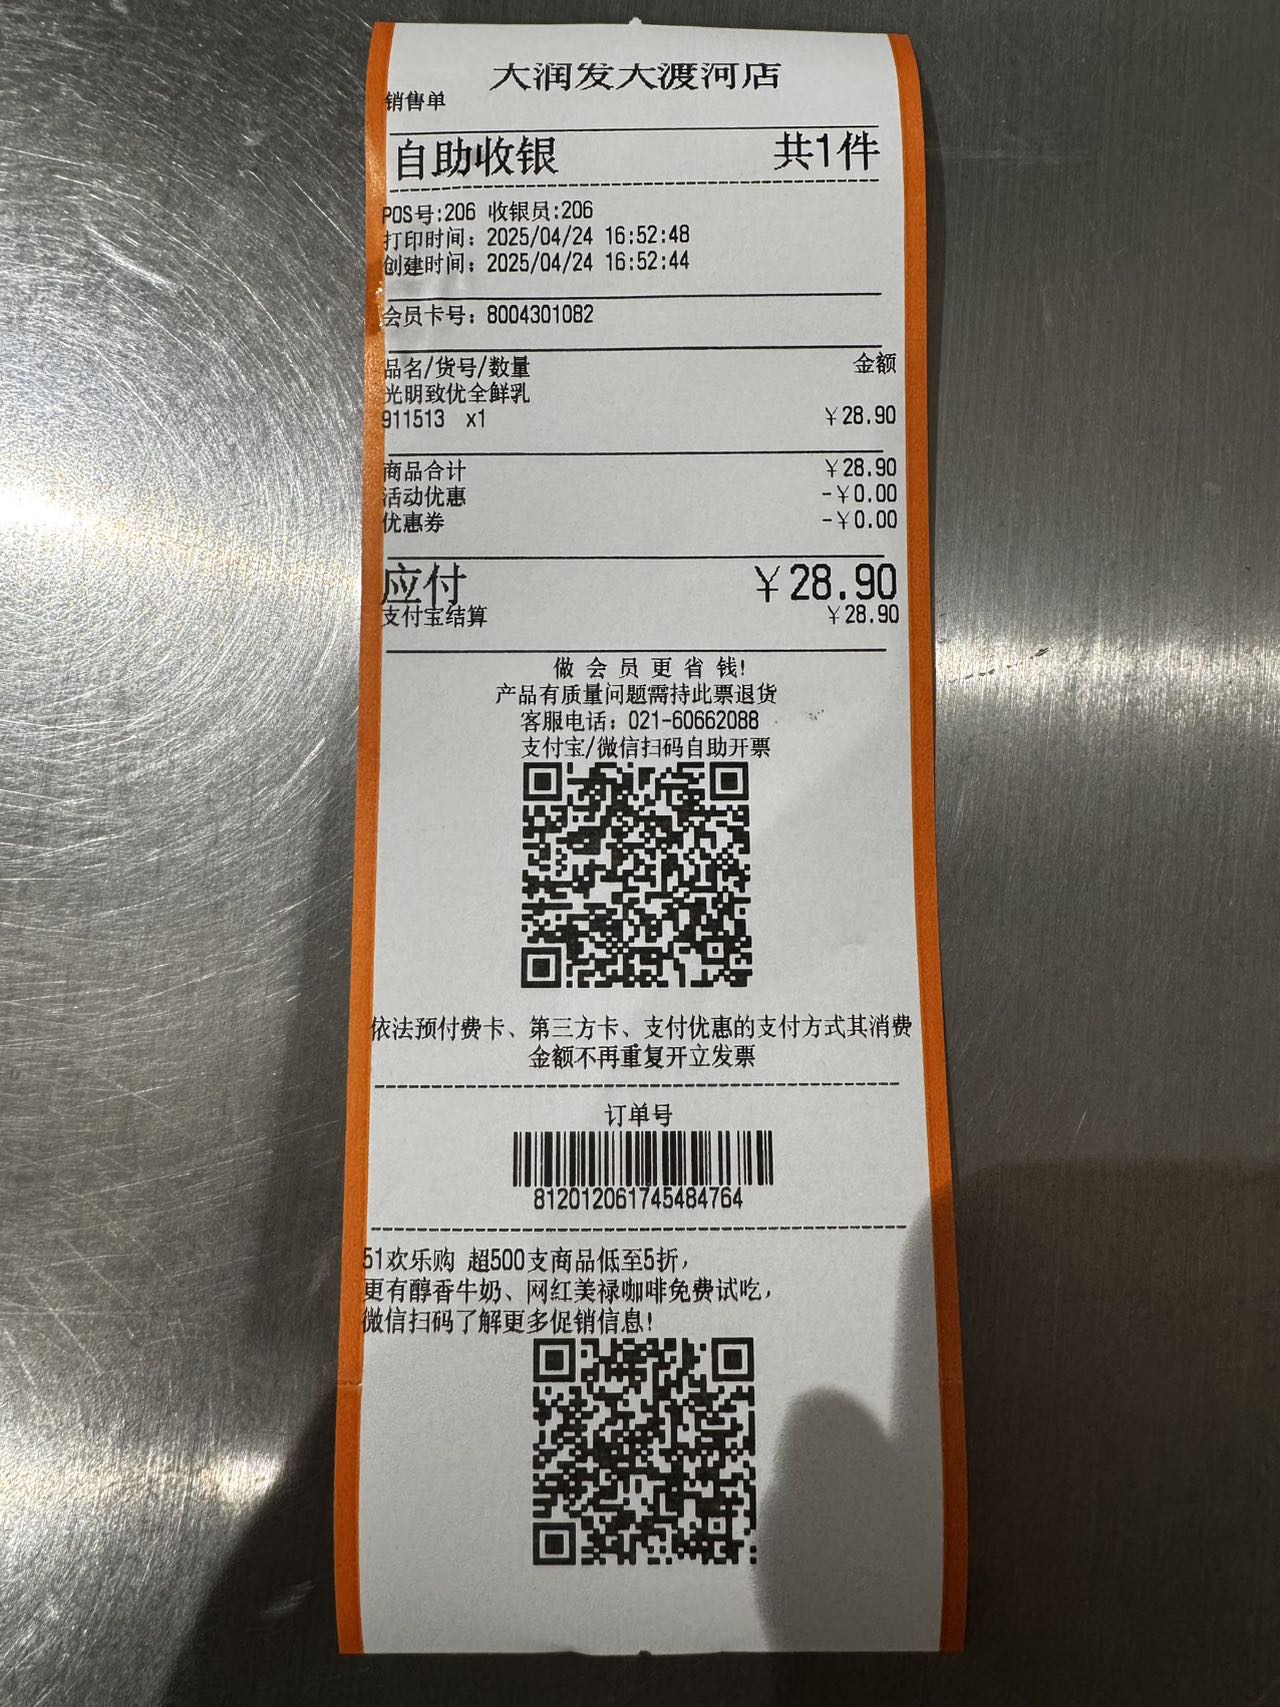 大润发大渡河店
销售单
自助收银 共1件
POS号:206 收银员:206
打印时间: 2025/04/24 16:52:48
创建时间: 2025/04/24 16:52:44
会员卡号: 8004301082
品名/货号/数量 金额
光明致优全鲜乳
911513 x1 ¥28.90
商品合计 ¥28.90
活动优惠 -¥0.00
优惠券 -¥0.00
应付 ¥28.90
支付宝结算 ¥28.90
做会员更省钱!
产品有质量问题需持此票退货
客服电话: 021-60662088
支付宝/微信扫码自助开票
依法预付费卡、第三方卡、支付优惠的支付方式其消费
金额不再重复开立发票
订单号
812012061745484764
51欢乐购 超500支商品低至5折,
更有醇香牛奶、网红美禄咖啡免费试吃,
微信扫码了解更多促销信息!